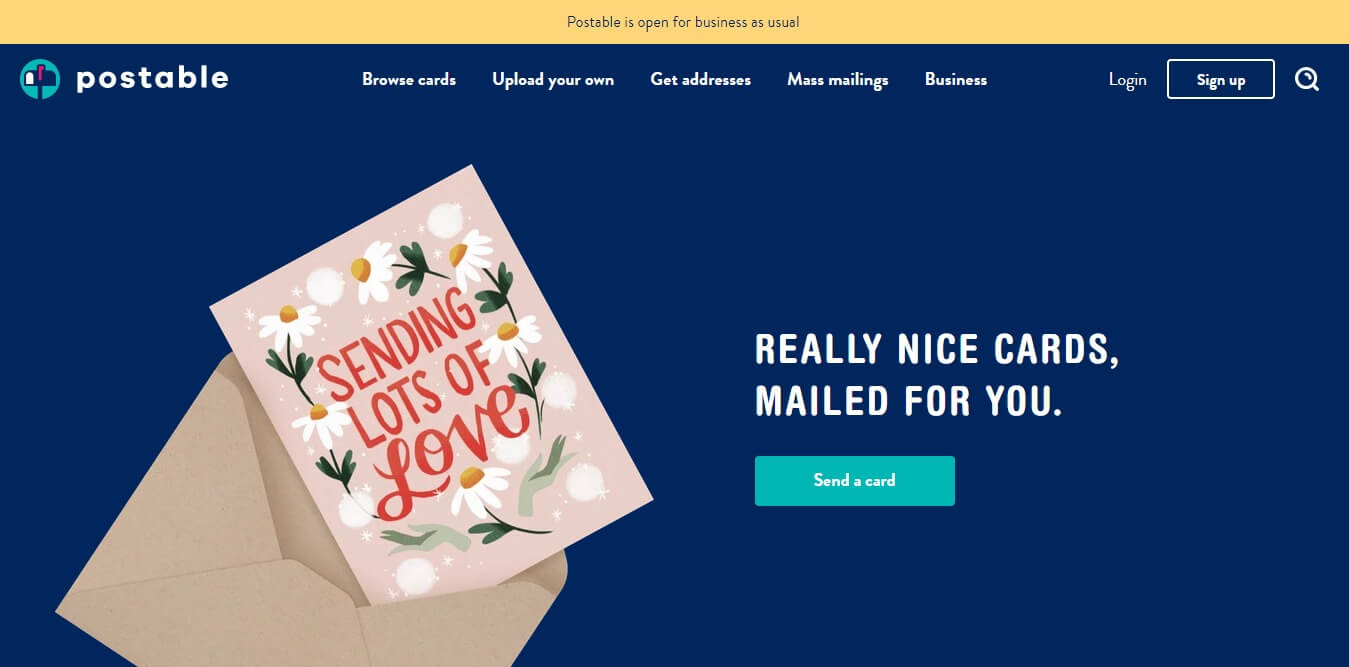 Postable is open for business as usual
postable
Browse cards
Upload your own
Get addresses
Mass mailings
Business
Login
Sign up
SENDING
LOTS OF
Love
REALLY NICE CARDS,
MAILED FOR YOU.
Send a card